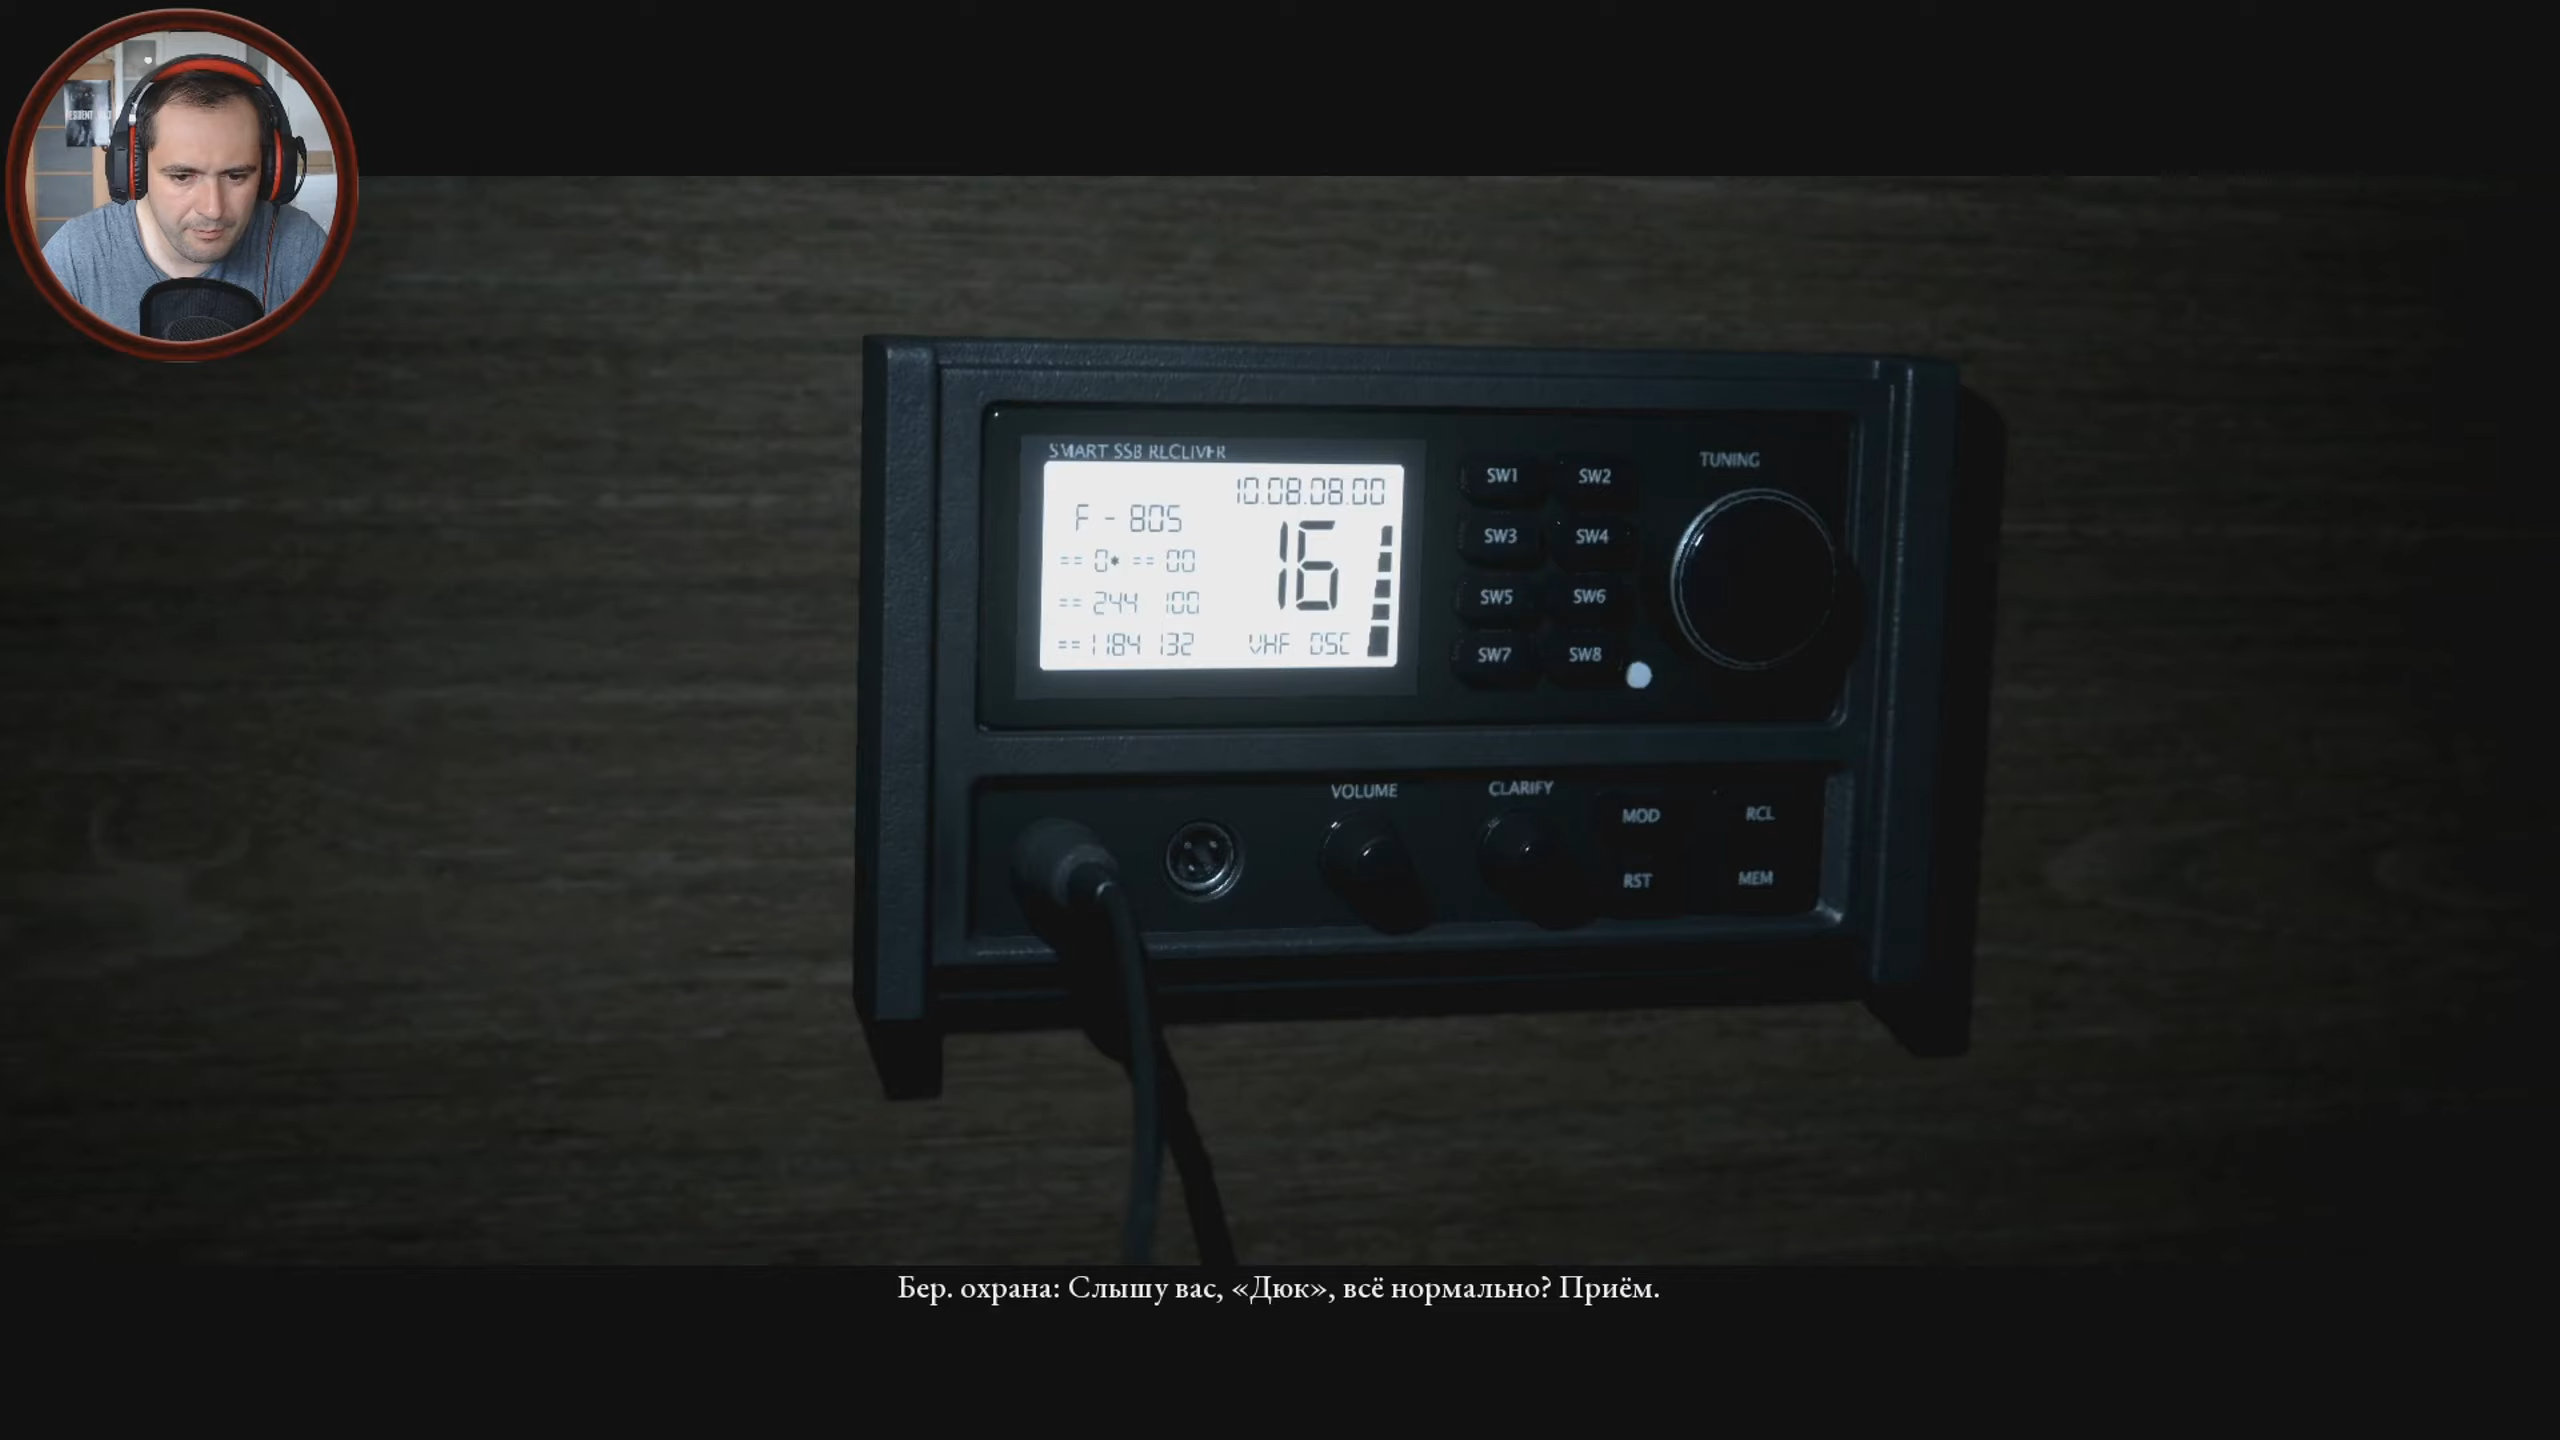 SMART SSB RECEIVER
10.08.08.00
F - 805
16
== 0* == 00
== 244 100
== 1184 132
VHF DSC
SW1 SW2
SW3 SW4
SW5 SW6
SW7 SW8
TUNING
VOLUME
CLARIFY
MOD RCL
RST MEM
Бер. охрана: Слышу вас, «Дюк», всё нормально? Приём.